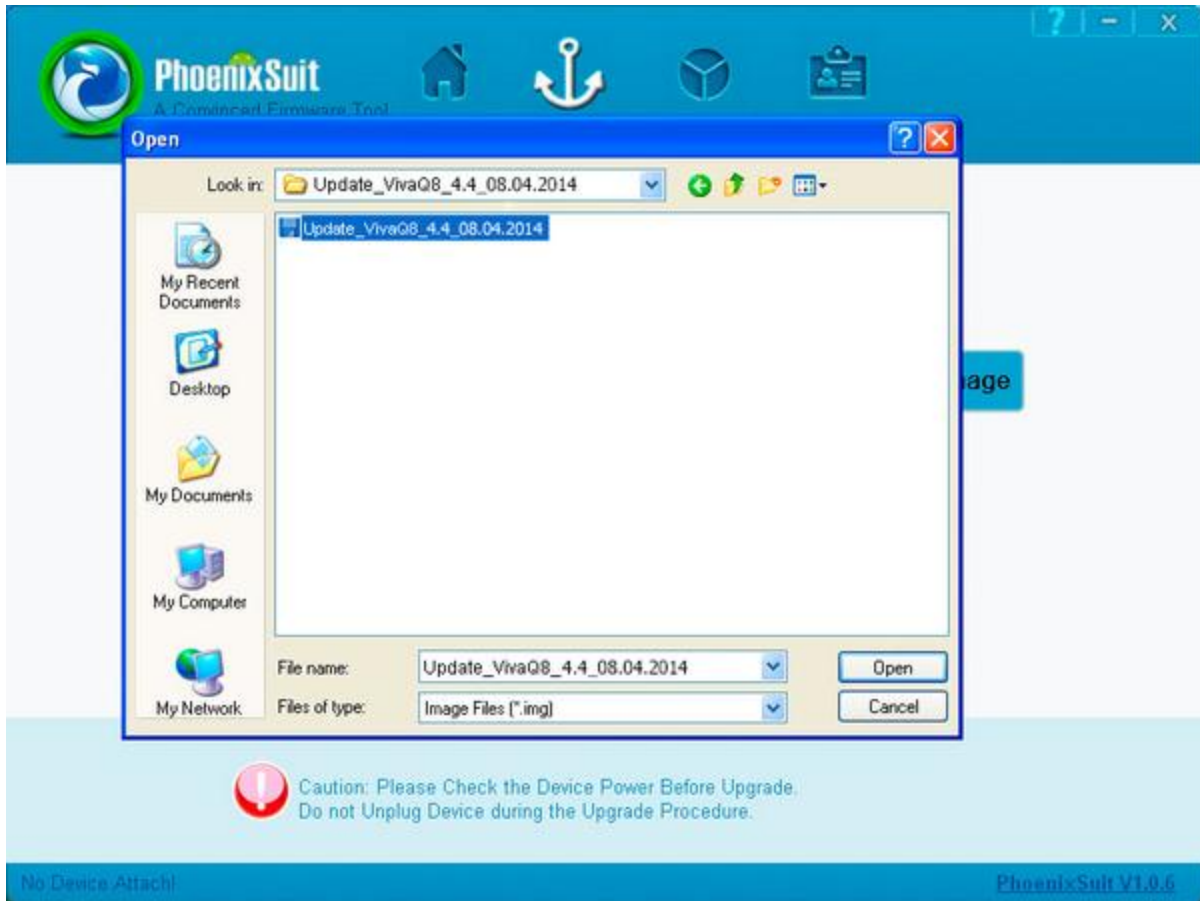 ? - X
PhoenixSuit
A Convinced Firmware Tool
Open
Look in: Update_VivaQ8_4.4_08.04.2014
Update_VivaQ8_4.4_08.04.2014
My Recent
Documents
Desktop
My Documents
My Computer
My Network
age
File name: Update_VivaQ8_4.4_08.04.2014 Open
Files of type: Image Files (*.img) Cancel
Caution: Please Check the Device Power Before Upgrade.
Do not Unplug Device during the Upgrade Procedure.
No Device Attach!
PhoenixSuit V1.0.6